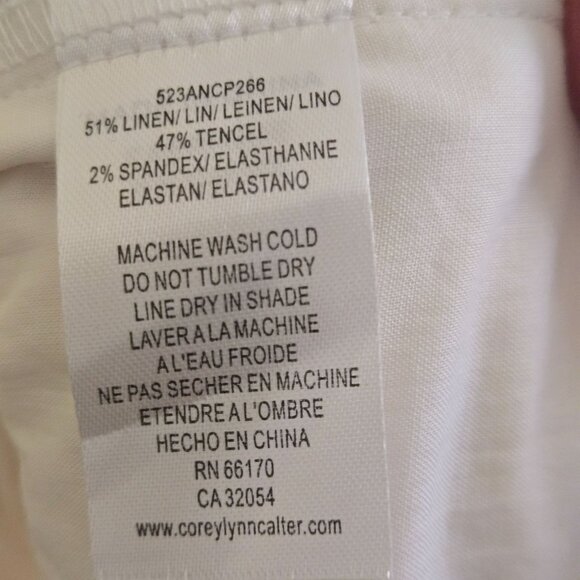 523ANCP266
51% LINEN/ LIN/ LEINEN/ LINO
47% TENCEL
2% SPANDEX/ ELASTHANNE
ELASTAN/ ELASTANO
MACHINE WASH COLD
DO NOT TUMBLE DRY
LINE DRY IN SHADE
LAVER A LA MACHINE
A L'EAU FROIDE
NE PAS SECHER EN MACHINE
ETENDRE A L'OMBRE
HECHO EN CHINA
RN 66170
CA 32054
www.coreylynncalter.com